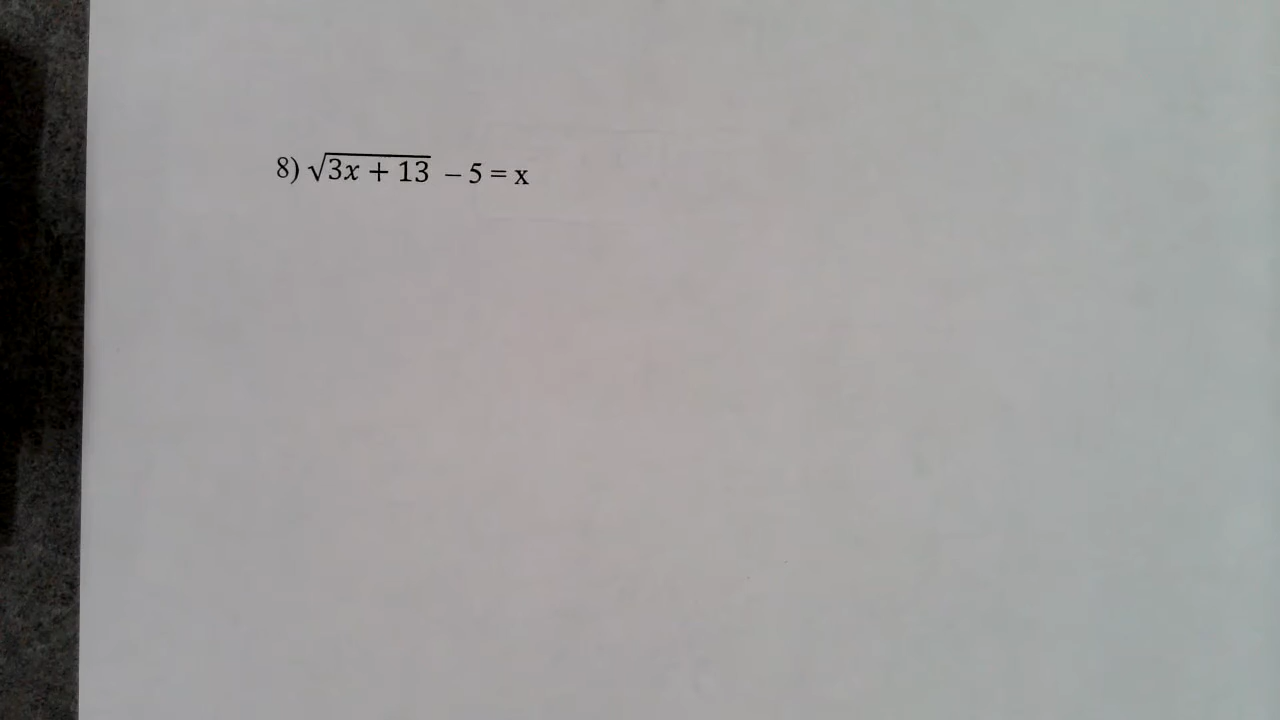 8) √3x + 13 – 5 = x